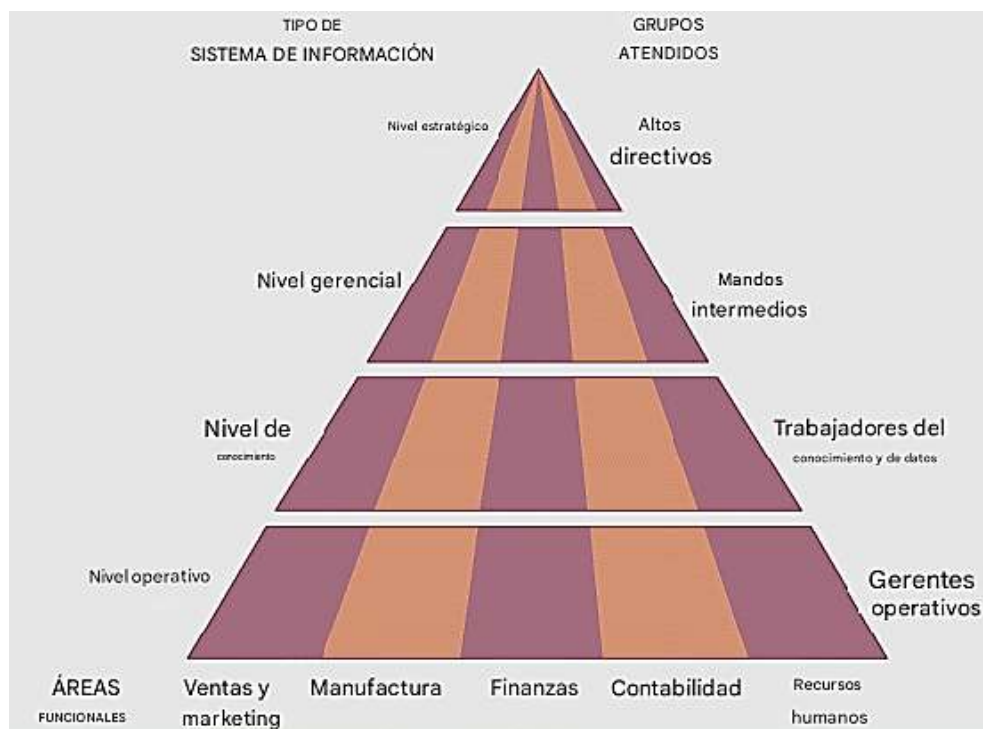 TIPO DE
SISTEMA DE INFORMACIÓN
GRUPOS
ATENDIDOS
Nivel estratégico
Altos
directivos
Nivel gerencial
Mandos
intermedios
Nivel de
conocimiento
Trabajadores del
conocimiento y de datos
Nivel operativo
Gerentes
operativos
ÁREAS
FUNCIONALES
Ventas y
marketing
Manufactura
Finanzas
Contabilidad
Recursos
humanos